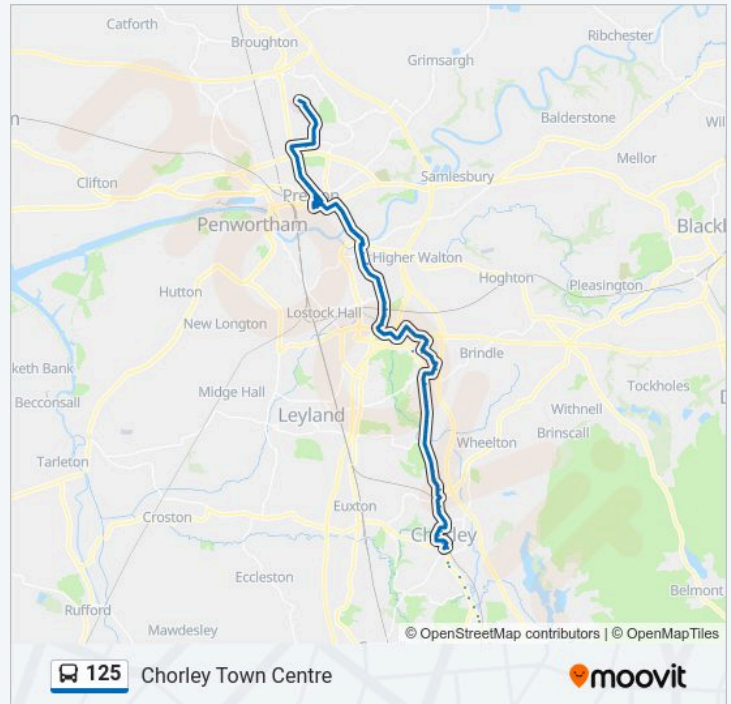 Catforth
Broughton
Ribchester
Grimsargh
Balderstone
Wil
Mellor
Samlesbury
Clifton
Preston
Penwortham
Blackb
Higher Walton
Hoghton
Pleasington
Hutton
Lostock Hall
New Longton
Brindle
keth Bank
Midge Hall
Tockholes
Becconsall
Leyland
Withnell
Brinscall
Wheelton
Tarleton
Euxton
Croston
Chorley
Eccleston
Belmont
Rufford
Mawdesley
© OpenStreetMap contributors | © OpenMapTiles
125 Chorley Town Centre
moovit